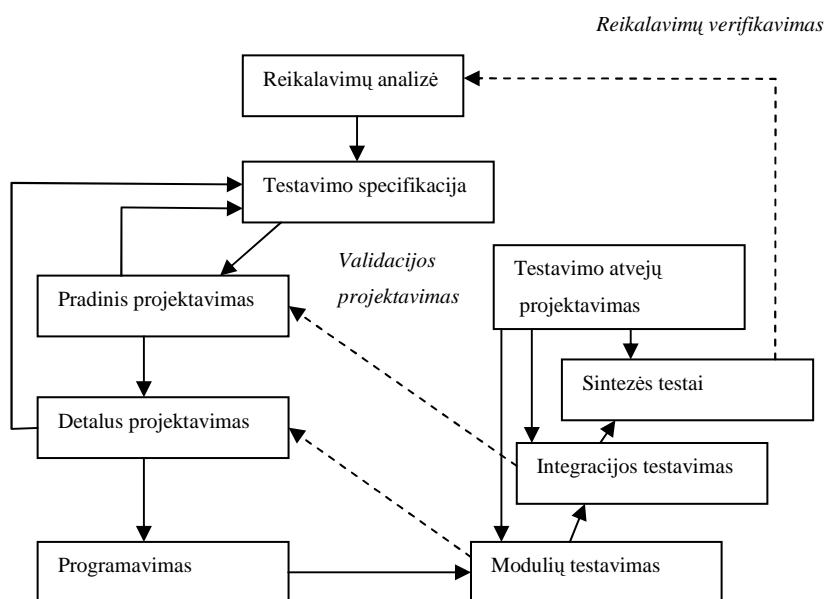 Reikalavimų verifikavimas
Reikalavimų analizė
Testavimo specifikacija
Validacijos
projektavimas
Testavimo atvejų
projektavimas
Pradinis projektavimas
Sintezės testai
Detalus projektavimas
Integracijos testavimas
Programavimas
Modulių testavimas